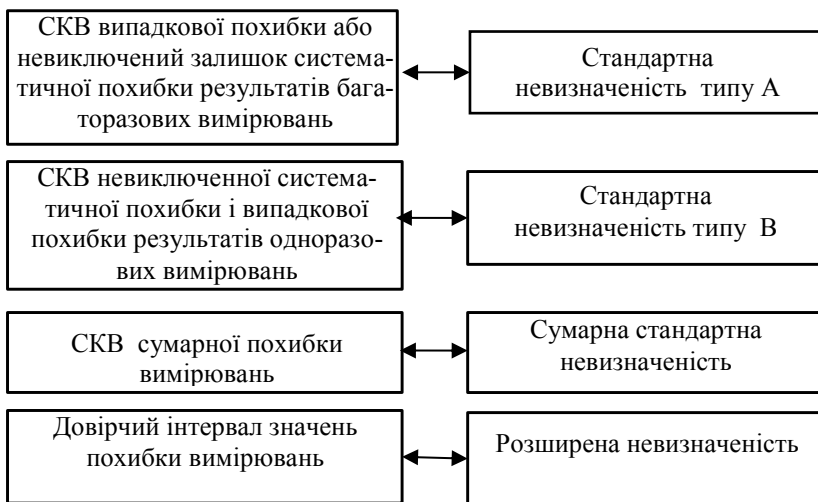 СКВ випадкової похибки або
невиключений залишок система-
тичної похибки результатів бага-
торазових вимірювань
Стандартна
невизначеність типу А
СКВ невиключенної система-
тичної похибки і випадкової
похибки результатів одноразо-
вих вимірювань
Стандартна
невизначеність типу В
СКВ сумарної похибки
вимірювань
Сумарна стандартна
невизначеність
Довірчий інтервал значень
похибки вимірювань
Розширена невизначеність